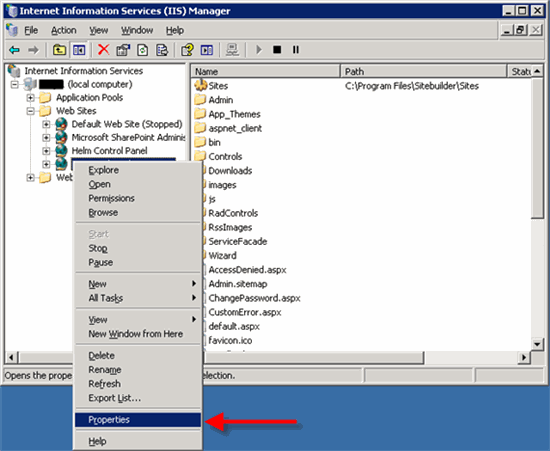 Internet Information Services (IIS) Manager
File Action View Window Help
Internet Information Services
(local computer)
Application Pools
Web Sites
Default Web Site (Stopped)
Microsoft SharePoint Adminis
Helm Control Panel
Web
Name Path Statu
Sites C:\Program Files\Sitebuilder\Sites
Admin
App_Themes
aspnet_client
bin
Controls
Downloads
images
js
RadControls
RssImages
ServiceFacade
Wizard
AccessDenied.aspx
Admin.sitemap
ChangePassword.aspx
CustomError.aspx
default.aspx
favicon.ico
Explore
Open
Permissions
Browse
Start
Stop
Pause
New
All Tasks
View
New Window from Here
Delete
Rename
Refresh
Export List...
Properties
Help
Opens the prope election.